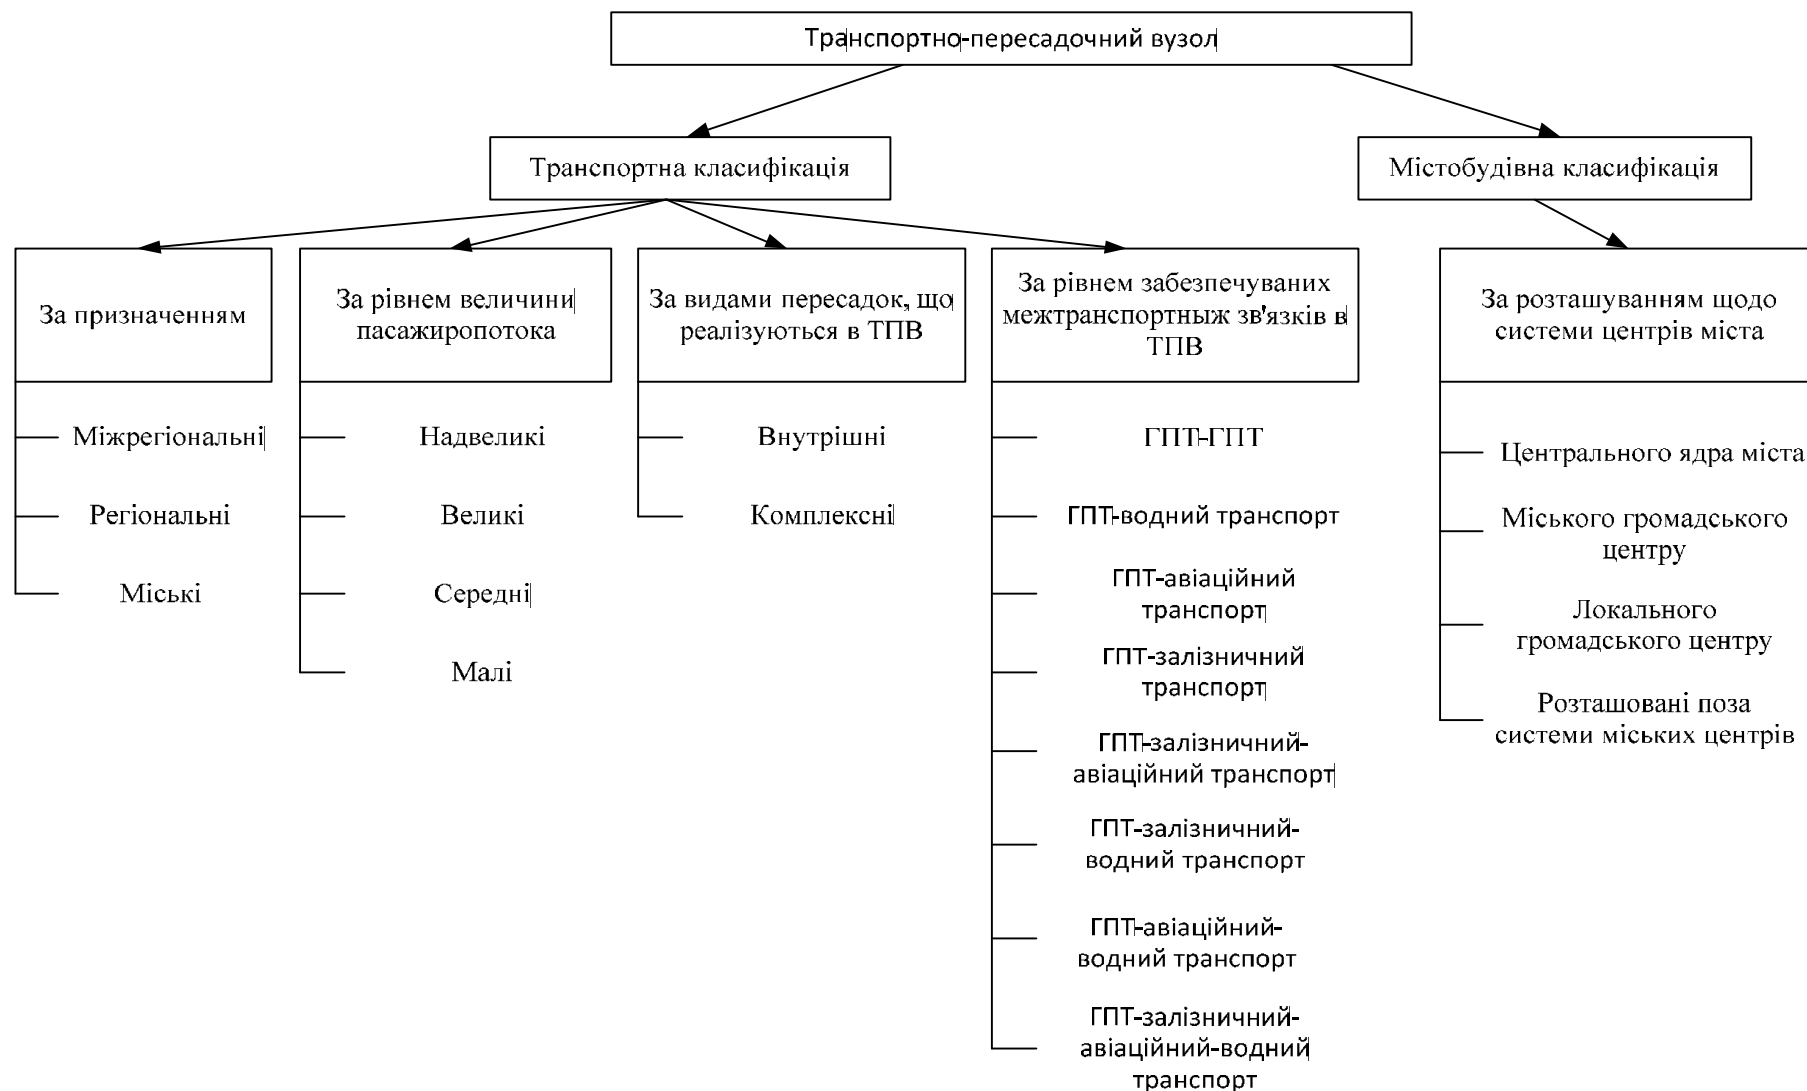 Транспортно-пересадочний вузол
Транспортна класифікація
Містобудівна класифікація
За призначенням
За рівнем величини
пасажиропотока
За видами пересадок, що
реалізуються в ТПВ
За рівнем забезпечуваних
межтранспортныж зв'язків в
ТПВ
За розташуванням щодо
системи центрів міста
Міжрегіональні
Регіональні
Міські
Надвеликі
Великі
Середні
Малі
Внутрішні
Комплексні
ГПТ-ГПТ
ГПТ-водний транспорт
ГПТ-авіаційний
транспорт
ГПТ-залізничний
транспорт
ГПТ-залізничний-
авіаційний транспорт
ГПТ-залізничний-
водний транспорт
ГПТ-авіаційний-
водний транспорт
ГПТ-залізничний-
авіаційний-водний
транспорт
Центрального ядра міста
Міського громадського
центру
Локального
громадського центру
Розташовані поза
системи міських центрів